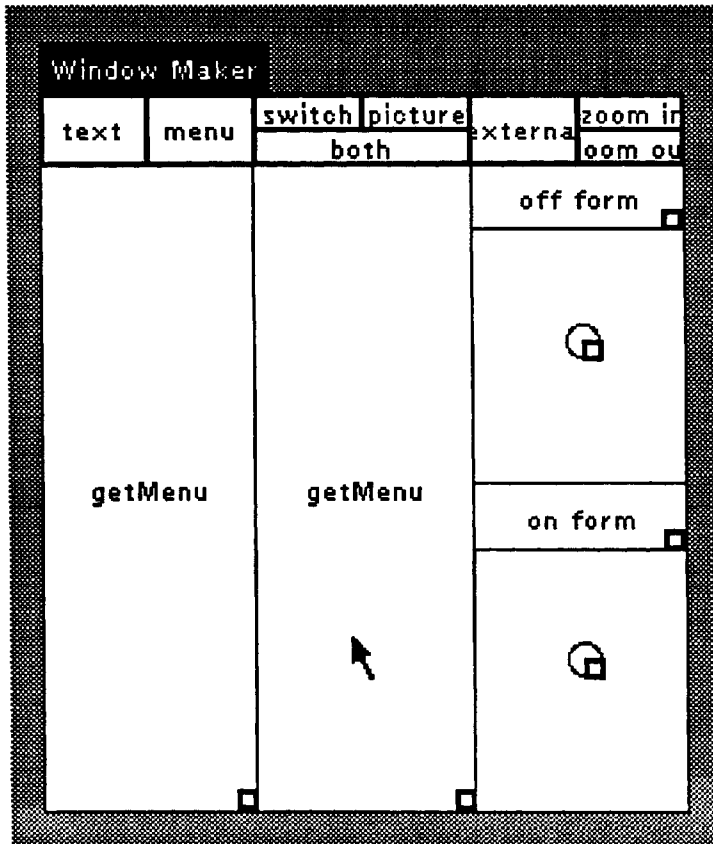 Window Maker
text menu switch picture externa zoom in
both oom ou
off form
getMenu getMenu
on form